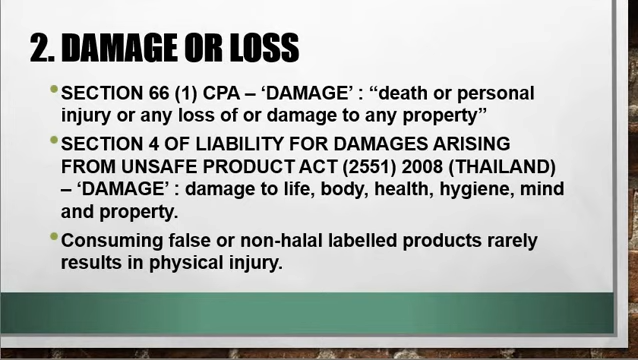 2. DAMAGE OR LOSS
SECTION 66 (1) CPA – ‘DAMAGE’ : “death or personal
injury or any loss of or damage to any property”
SECTION 4 OF LIABILITY FOR DAMAGES ARISING
FROM UNSAFE PRODUCT ACT (2551) 2008 (THAILAND)
– ‘DAMAGE’ : damage to life, body, health, hygiene, mind
and property.
Consuming false or non-halal labelled products rarely
results in physical injury.